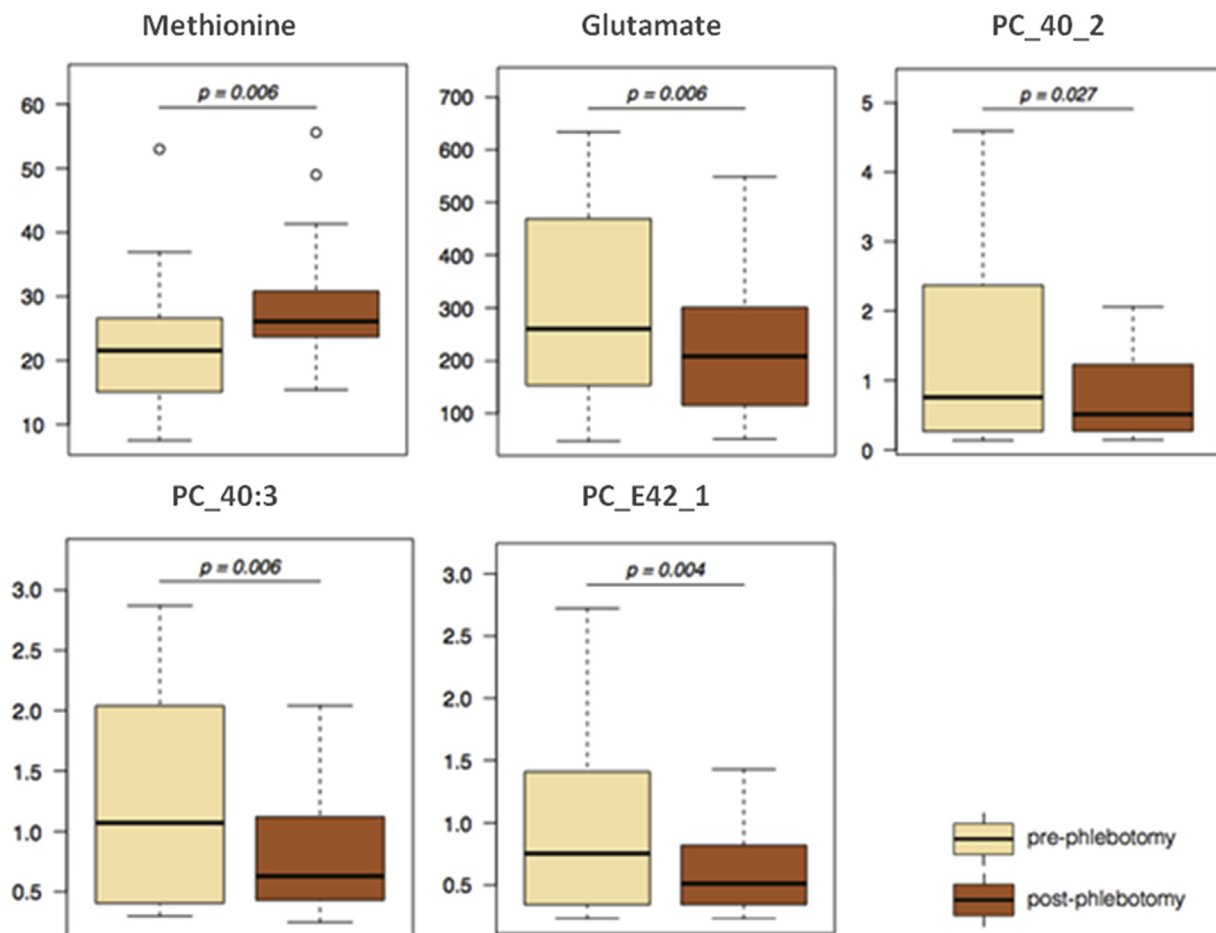 Methionine
Glutamate
PC_40_2
p = 0.006
60
50
40
30
20
10
p = 0.006
700
600
500
400
300
200
100
p = 0.027
5
4
3
2
1
0
PC_40:3
PC_E42_1
p = 0.006
3.0
2.5
2.0
1.5
1.0
0.5
p = 0.004
3.0
2.5
2.0
1.5
1.0
0.5
pre-phlebotomy
post-phlebotomy